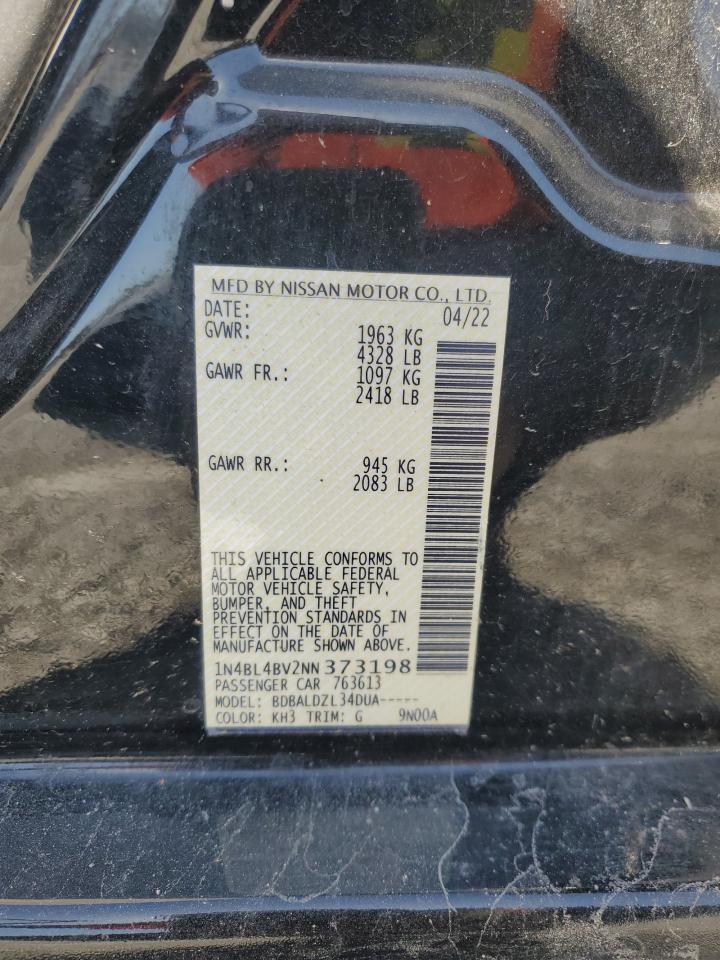 MFD BY NISSAN MOTOR CO., LTD.
DATE: 04/22
GVWR: 1963 KG
4328 LB
GAWR FR.: 1097 KG
2418 LB
GAWR RR.: 945 KG
2083 LB
THIS VEHICLE CONFORMS TO
ALL APPLICABLE FEDERAL
MOTOR VEHICLE SAFETY,
BUMPER, AND THEFT
PREVENTION STANDARDS IN
EFFECT ON THE DATE OF
MANUFACTURE SHOWN ABOVE.
1N4BL4BV2NN373198
PASSENGER CAR 763613
MODEL: BDBALDZL34DUA-----
COLOR: KH3 TRIM: G 9N00A